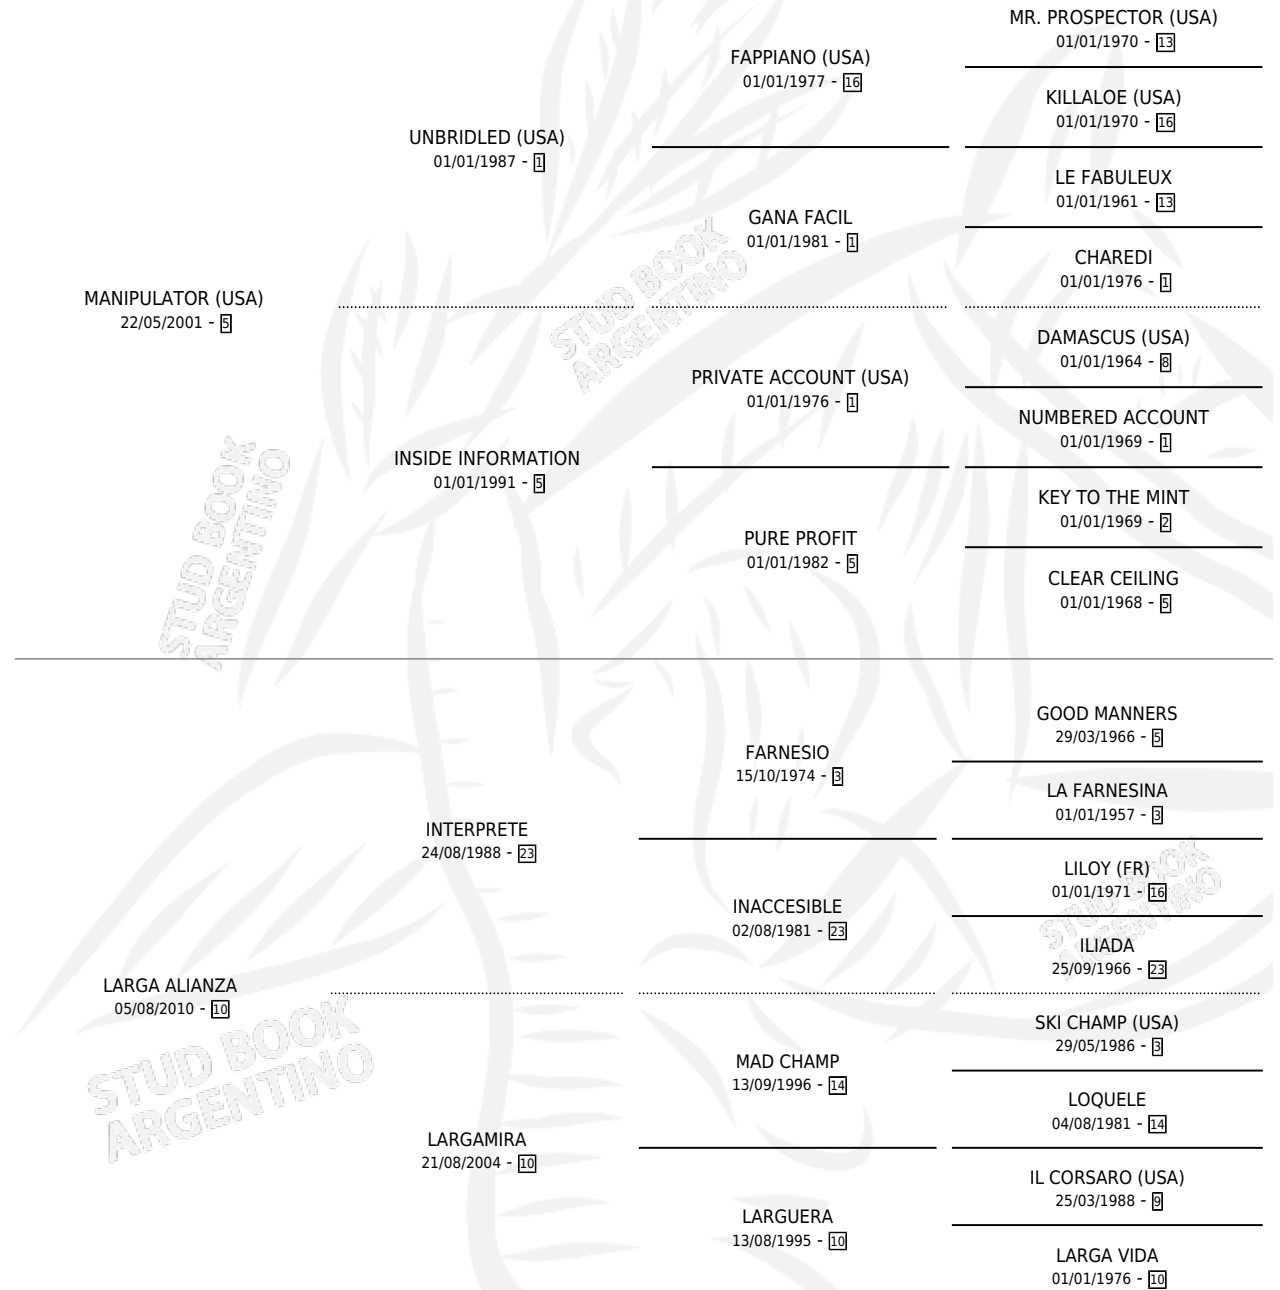 MR. PROSPECTOR (USA)
01/01/1970 - 13
FAPPIANO (USA)
01/01/1977 - 16
KILLALOE (USA)
01/01/1970 - 16
UNBRIDLED (USA)
01/01/1987 - 1
LE FABULEUX
01/01/1961 - 13
GANA FACIL
01/01/1981 - 1
CHAREDI
01/01/1976 - 1
MANIPULATOR (USA)
22/05/2001 - 5
DAMASCUS (USA)
01/01/1964 - 8
PRIVATE ACCOUNT (USA)
01/01/1976 - 1
NUMBERED ACCOUNT
01/01/1969 - 1
INSIDE INFORMATION
01/01/1991 - 5
KEY TO THE MINT
01/01/1969 - 2
PURE PROFIT
01/01/1982 - 5
CLEAR CEILING
01/01/1968 - 5
STUD BOOK
ARGENTINO
STUD BOOK
ARGENTINO
GOOD MANNERS
29/03/1966 - 5
FARNESIO
15/10/1974 - 3
LA FARNESINA
01/01/1957 - 3
INTERPRETE
24/08/1988 - 23
LILOY (FR)
01/01/1971 - 16
INACCESIBLE
02/08/1981 - 23
ILIADA
25/09/1966 - 23
STUD BOOK
ARGENTINO
LARGA ALIANZA
05/08/2010 - 10
SKI CHAMP (USA)
29/05/1986 - 3
MAD CHAMP
13/09/1996 - 14
LOQUELE
04/08/1981 - 14
LARGAMIRA
21/08/2004 - 10
IL CORSARO (USA)
25/03/1988 - 9
LARGUERA
13/08/1995 - 10
LARGA VIDA
01/01/1976 - 10
STUD BOOK
ARGENTINO